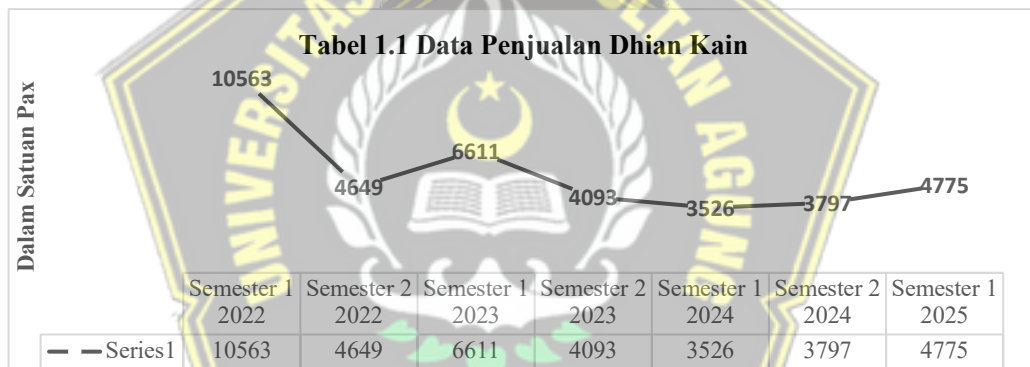 Tabel 1.1 Data Penjualan Dhian Kain
Dalam Satuan Pax
10563
4649
6611
4093
3526
3797
4775
Semester 1 2022
Semester 2 2022
Semester 1 2023
Semester 2 2023
Semester 1 2024
Semester 2 2024
Semester 1 2025
Series1 10563 4649 6611 4093 3526 3797 4775
UNIVERSITAS
AGUNG